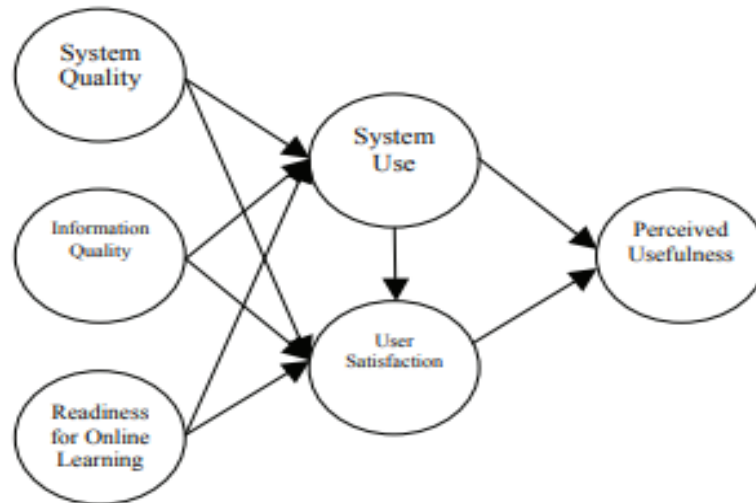 System
Quality
System
Use
Information
Quality
Perceived
Usefulness
User
Satisfaction
Readiness
for Online
Learning